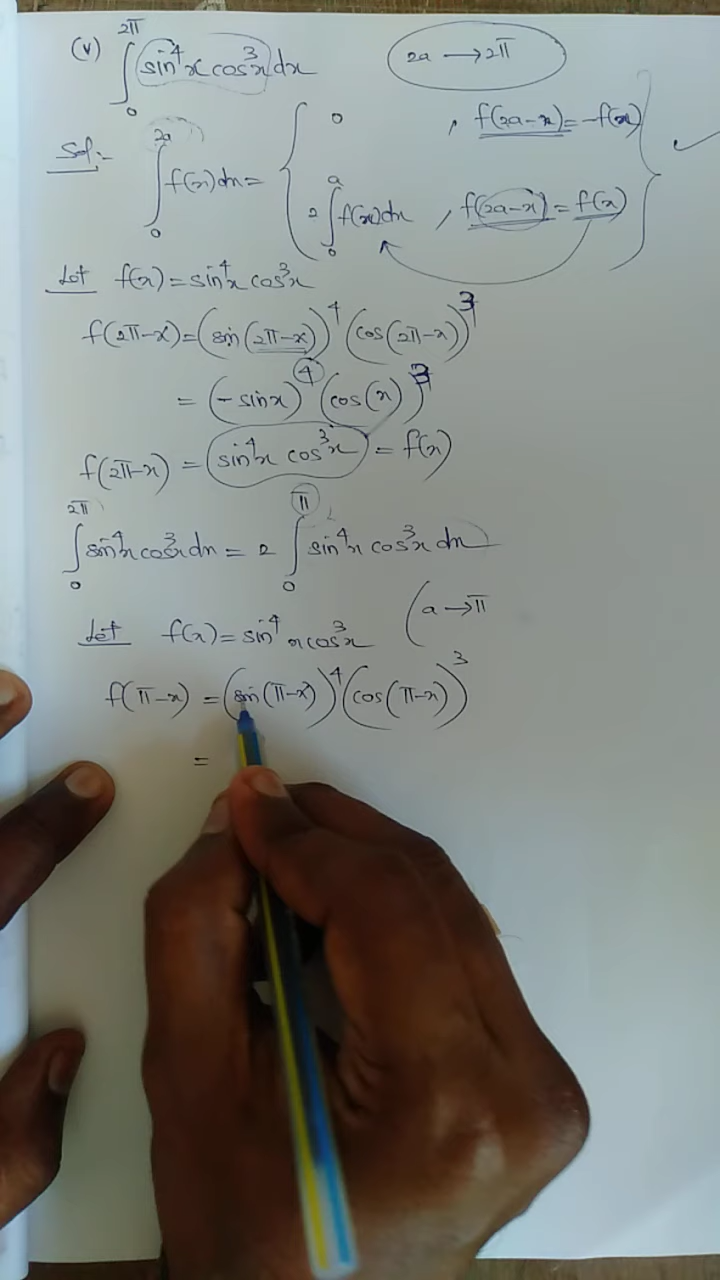 (v) ∫₀^2π sin⁴x cos³x dx    2a → 2π
Sol:- ∫₀^2a f(x)dx = { 0 , f(2a-x) = -f(x)
2∫₀^a f(x)dx , f(2a-x) = f(x) }
Let f(x) = sin⁴x cos³x
f(2π-x) = (sin(2π-x))⁴ (cos(2π-x))³
= (-sinx)⁴ (cos(x))³
f(2π-x) = (sin⁴x cos³x) = f(x)
∫₀^2π sin⁴x cos³x dx = 2 ∫₀^π sin⁴x cos³x dx
Let f(x) = sin⁴x cos³x (a → π
f(π-x) = (sin(π-x))⁴ (cos(π-x))³
=